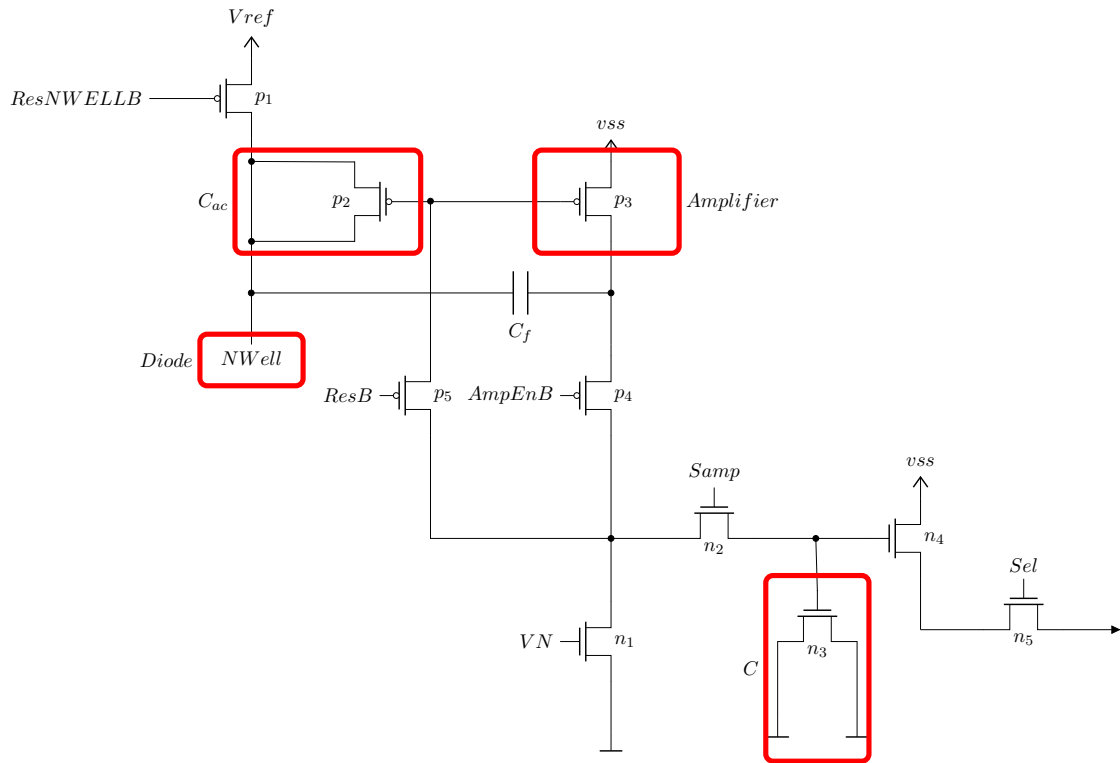 Vref
ResNWELLB
p1
vss
Cac
p2
p3
Amplifier
Cf
Diode
NWell
ResB
p5
AmpEnB
p4
Samp
vss
n2
n4
Sel
VN
n1
n3
n5
C